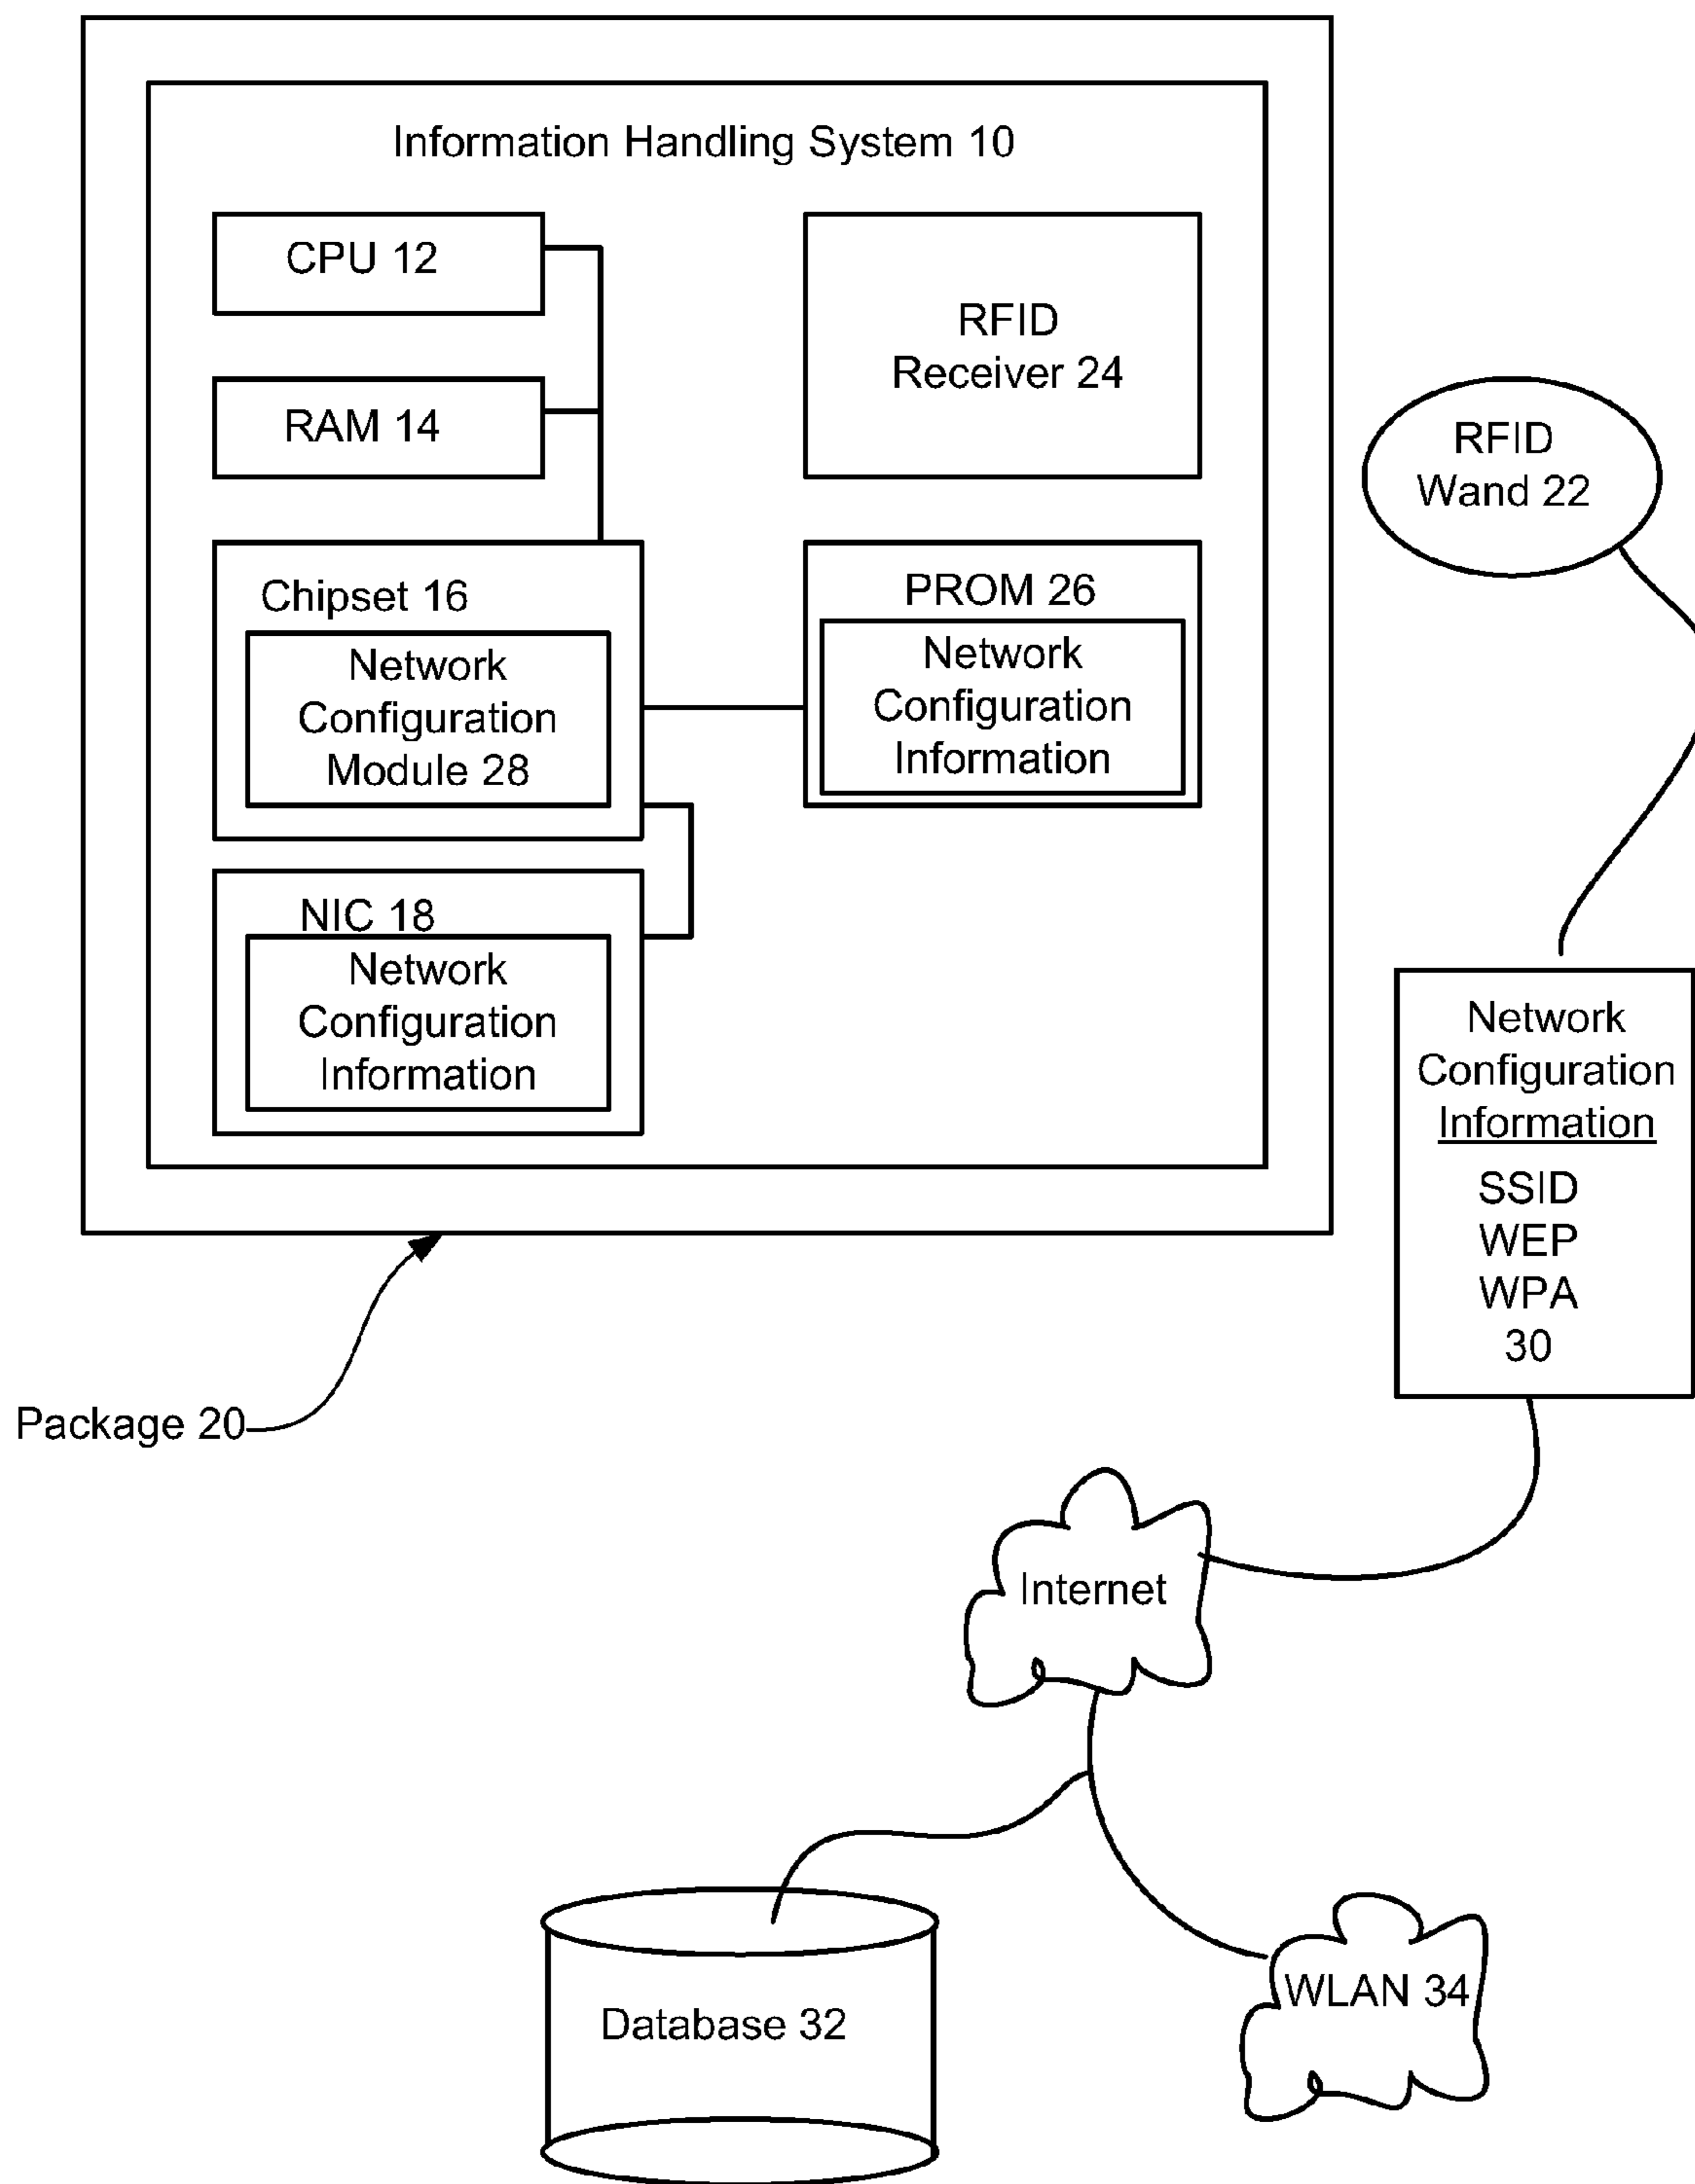 Information Handling System 10
CPU 12
RAM 14
RFID
Receiver 24
RFID
Wand 22
Chipset 16
Network
Configuration
Module 28
PROM 26
Network
Configuration
Information
NIC 18
Network
Configuration
Information
Network
Configuration
Information
SSID
WEP
WPA
30
Package 20
Internet
Database 32
WLAN 34